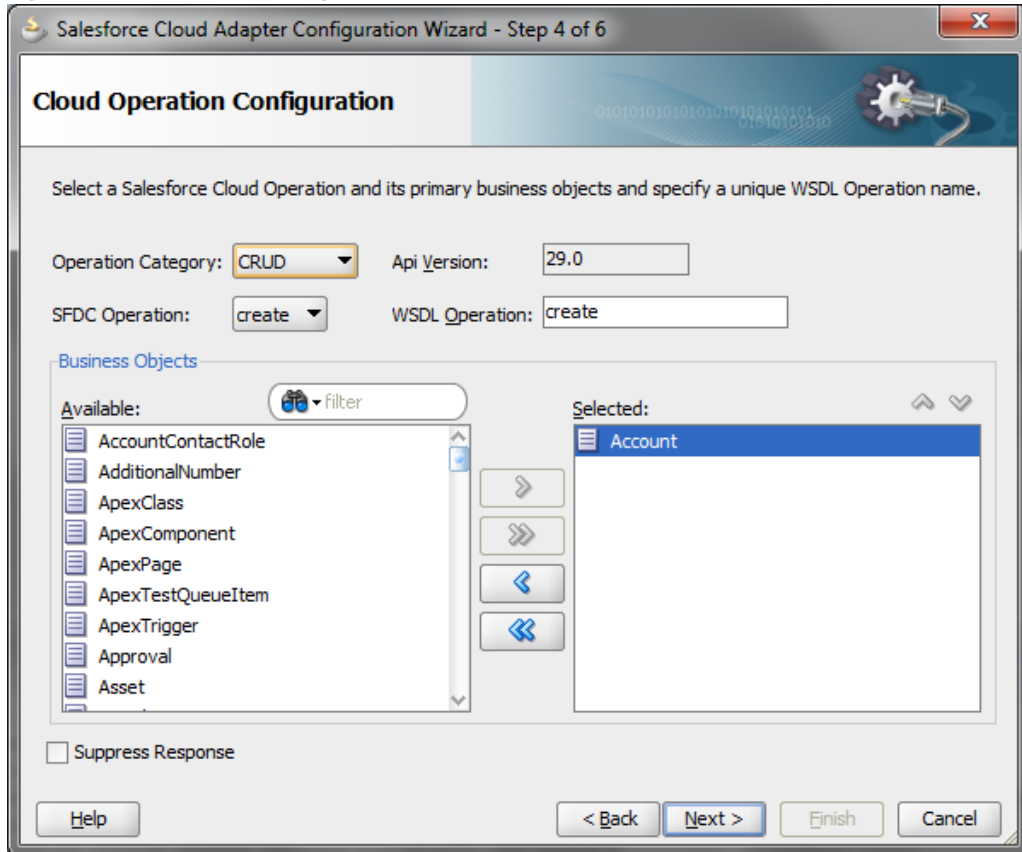 Salesforce Cloud Adapter Configuration Wizard - Step 4 of 6
Cloud Operation Configuration
Select a Salesforce Cloud Operation and its primary business objects and specify a unique WSDL Operation name.
Operation Category: CRUD Api Version: 29.0
SFDC Operation: create WSDL Operation: create
Business Objects
Available: filter Selected:
AccountContactRole Account
AdditionalNumber
ApexClass
ApexComponent
ApexPage
ApexTestQueueItem
ApexTrigger
Approval
Asset
Suppress Response
Help < Back Next > Finish Cancel